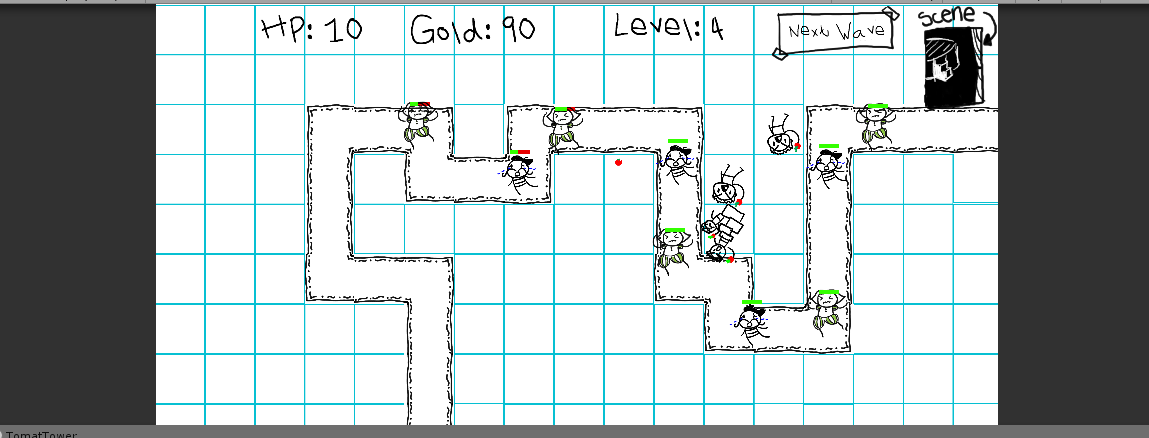 HP: 10 Gold: 90 Level: 4
Next Wave
Scene
TomatTower